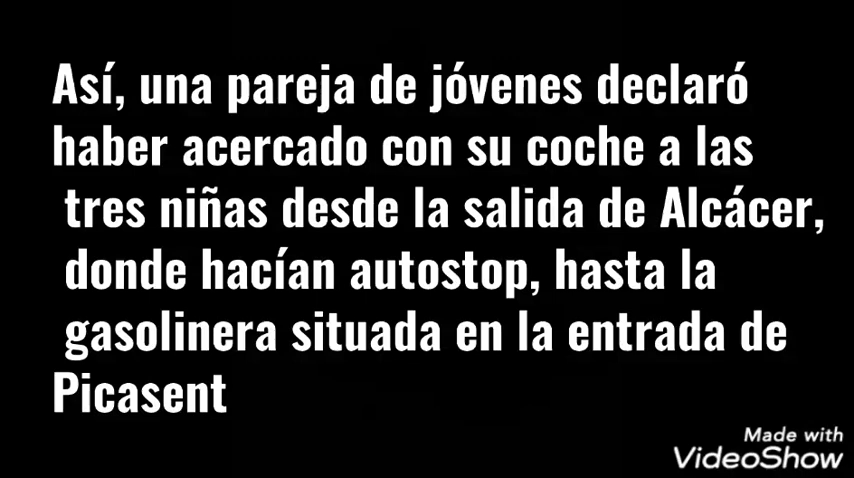 Así, una pareja de jóvenes declaró
haber acercado con su coche a las
tres niñas desde la salida de Alcácer,
donde hacían autostop, hasta la
gasolinera situada en la entrada de
Picasent
Made with
VideoShow